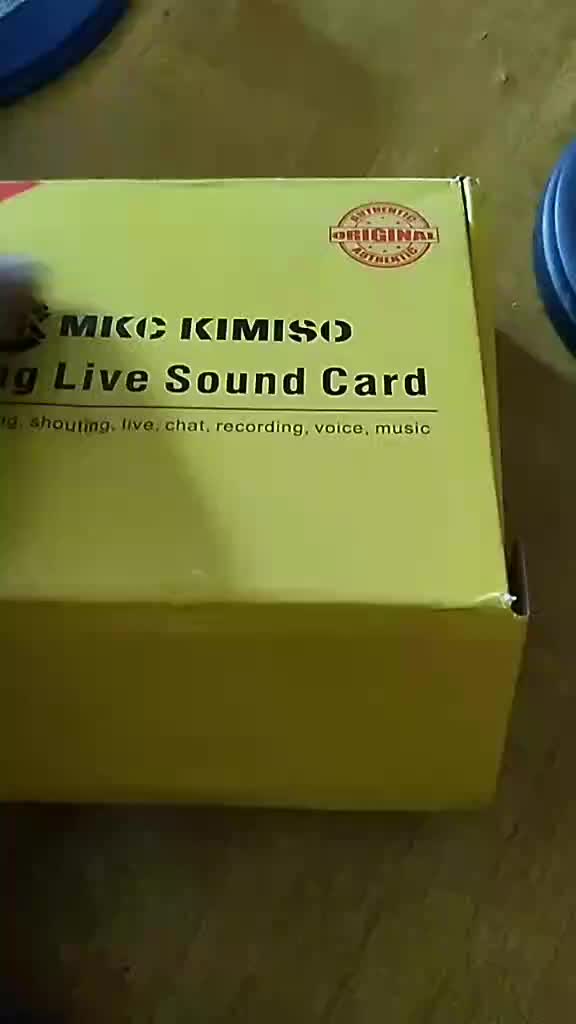 AUTHENTIC
ORIGINAL
AUTHENTIC
MKC KIMISO
Live Sound Card
shouting, live, chat, recording, voice, music